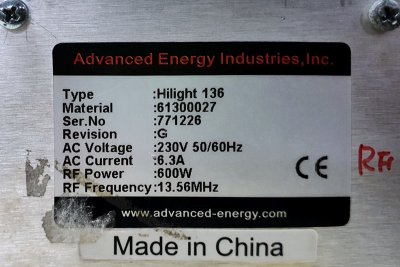 Advanced Energy Industries,Inc.
Type :Hilight 136
Material :61300027
Ser.No :771226
Revision :G
AC Voltage :230V 50/60Hz
AC Current :6.3A
RF Power :600W
RF Frequency:13.56MHz
CE
RF
www.advanced-energy.com
Made in China